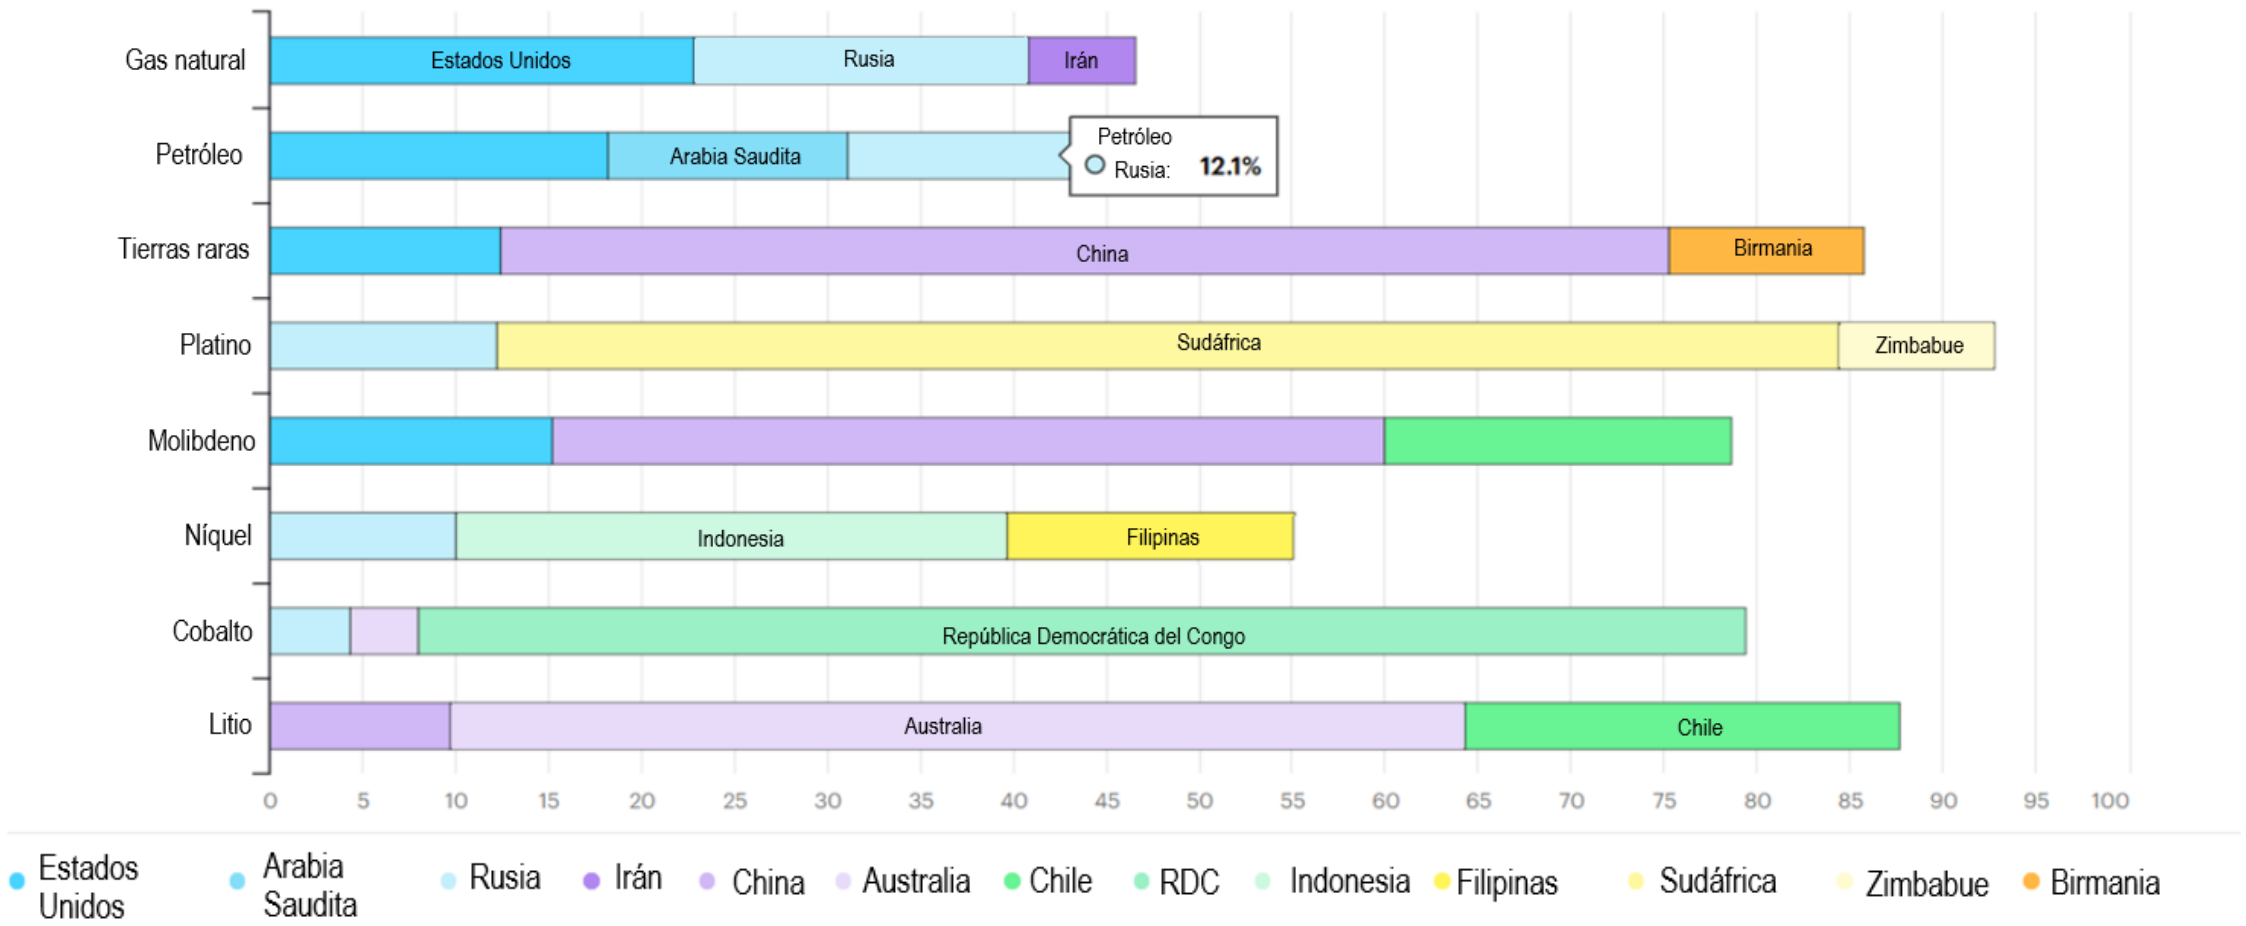 Gas natural
Estados Unidos
Rusia
Irán
Petróleo
Arabia Saudita
Petróleo
Rusia: 12.1%
Tierras raras
China
Birmania
Platino
Sudáfrica
Zimbabue
Molibdeno
Níquel
Indonesia
Filipinas
Cobalto
República Democrática del Congo
Litio
Australia
Chile
0 5 10 15 20 25 30 35 40 45 50 55 60 65 70 75 80 85 90 95 100
Estados
Unidos
Arabia
Saudita
Rusia
Irán
China
Australia
Chile
RDC
Indonesia
Filipinas
Sudáfrica
Zimbabue
Birmania